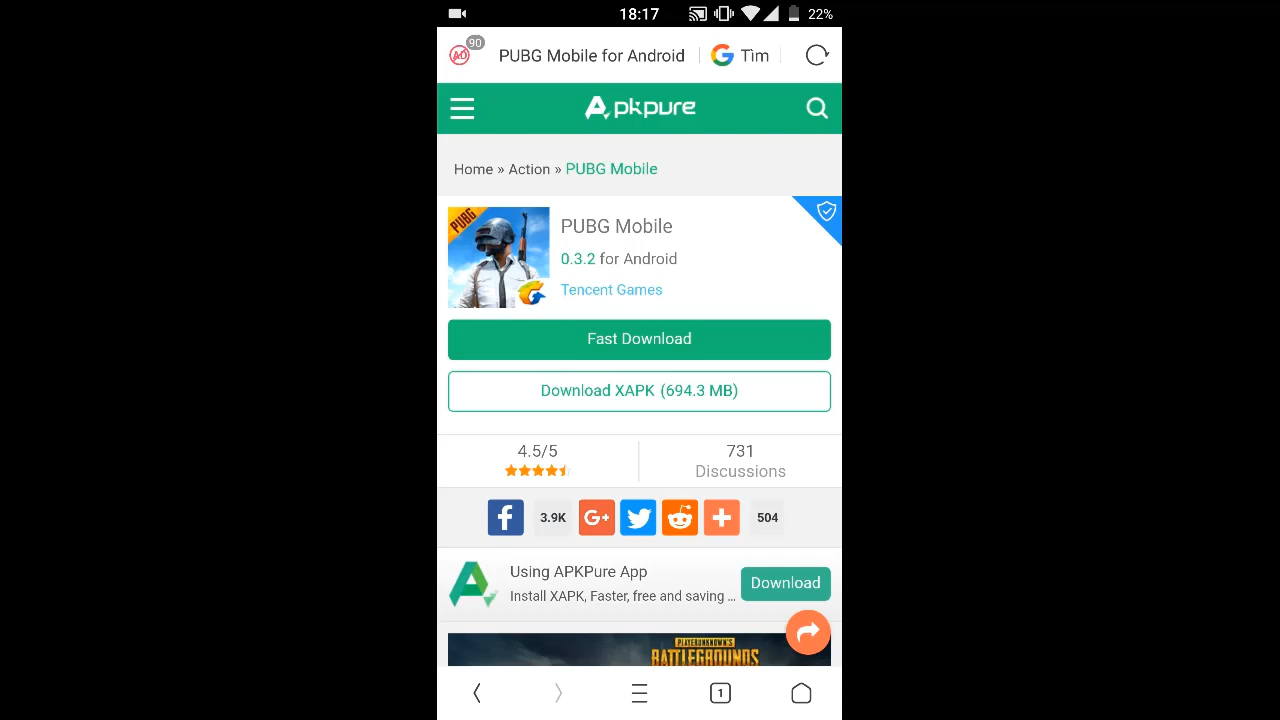 18:17
22%
90
PUBG Mobile for Android
Tìm
Apkpure
Home » Action » PUBG Mobile
PUBG
PUBG Mobile
0.3.2 for Android
Tencent Games
Fast Download
Download XAPK (694.3 MB)
4.5/5
731
Discussions
f
3.9K
G+
504
Using APKPure App
Install XAPK, Faster, free and saving ...
Download
PLAYERUNKNOWN'S
BATTLEGROUNDS
1